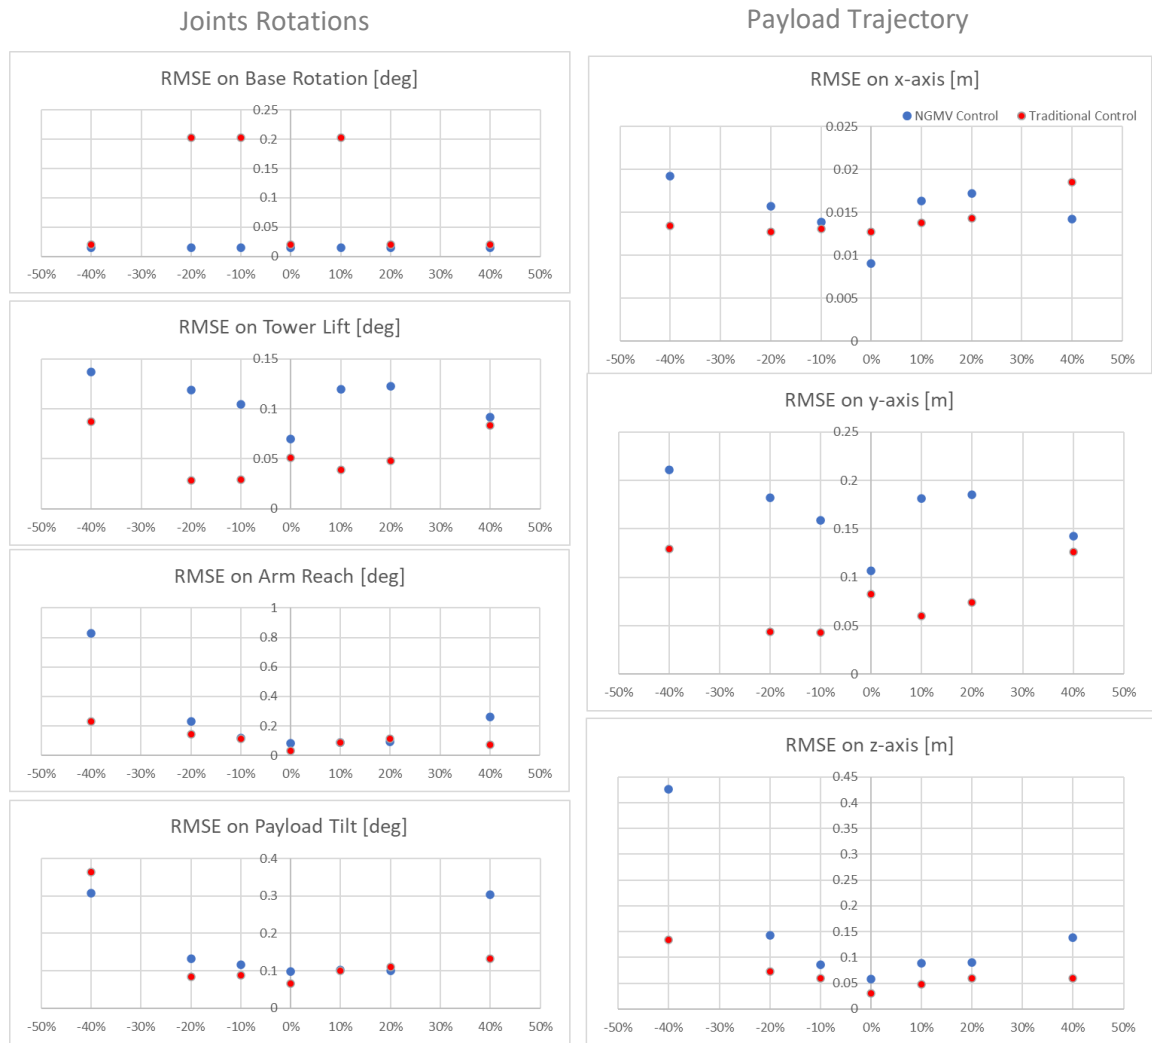 Joints Rotations
RMSE on Base Rotation [deg]
0.25
0.2
0.15
0.1
0.05
0
-50% -40% -30% -20% -10% 0% 10% 20% 30% 40% 50%
RMSE on Tower Lift [deg]
0.15
0.1
0.05
0
-50% -40% -30% -20% -10% 0% 10% 20% 30% 40% 50%
RMSE on Arm Reach [deg]
1
0.8
0.6
0.4
0.2
0
-50% -40% -30% -20% -10% 0% 10% 20% 30% 40% 50%
RMSE on Payload Tilt [deg]
0.4
0.3
0.2
0.1
0
-50% -40% -30% -20% -10% 0% 10% 20% 30% 40% 50%
Payload Trajectory
RMSE on x-axis [m]
NGMV Control Traditional Control
0.025
0.02
0.015
0.01
0.005
0
-50% -40% -30% -20% -10% 0% 10% 20% 30% 40% 50%
RMSE on y-axis [m]
0.25
0.2
0.15
0.1
0.05
0
-50% -40% -30% -20% -10% 0% 10% 20% 30% 40% 50%
RMSE on z-axis [m]
0.45
0.4
0.35
0.3
0.25
0.2
0.15
0.1
0.05
0
-50% -40% -30% -20% -10% 0% 10% 20% 30% 40% 50%